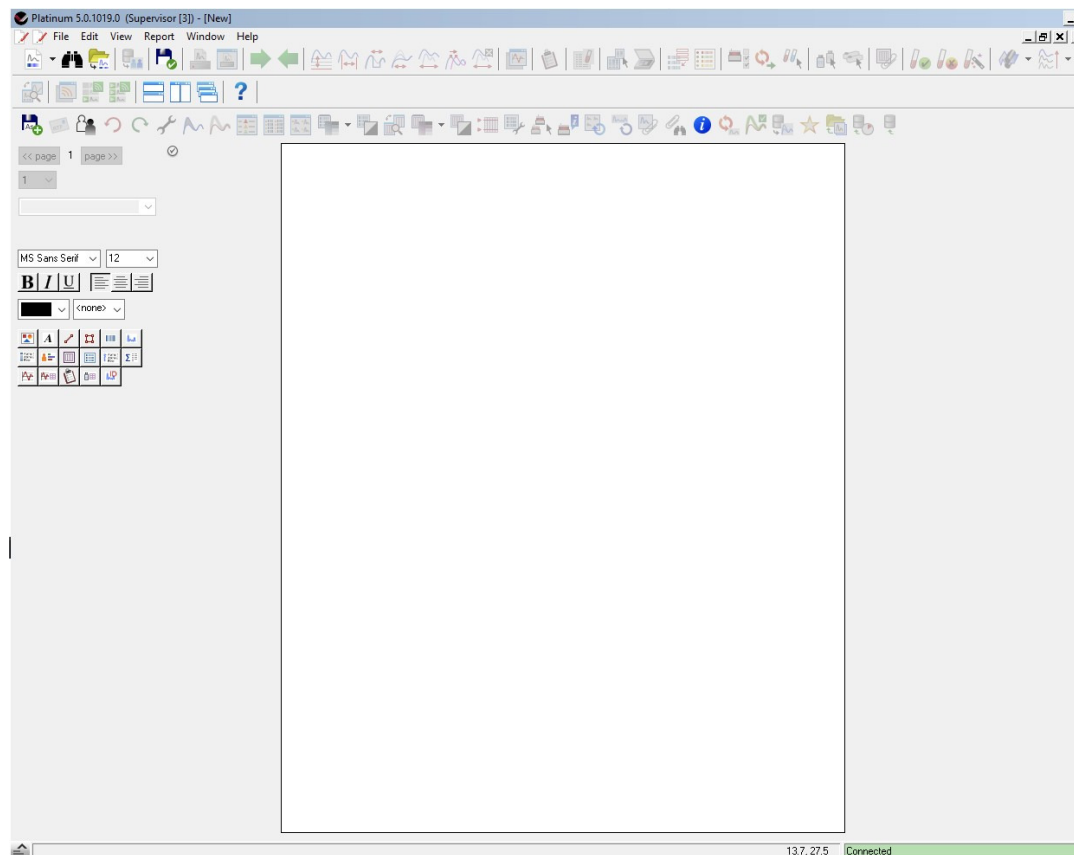 Platinum 5.0.1019.0 (Supervisor [3]) - [New]
File Edit View Report Window Help
?
<< page 1 page >>
1
MS Sans Serif 12
B I U
<none>
A
13.7, 27.5 Connected